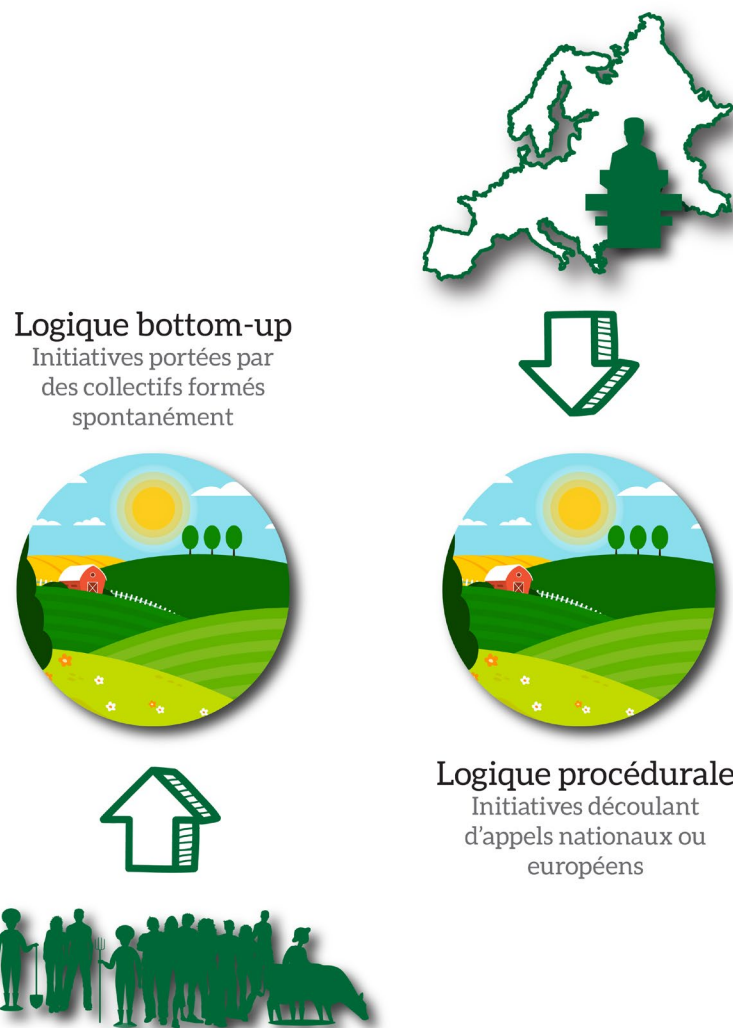 Logique bottom-up
Initiatives portées par
des collectifs formés
spontanément
Logique procédurale
Initiatives découlant
d'appels nationaux ou
européens